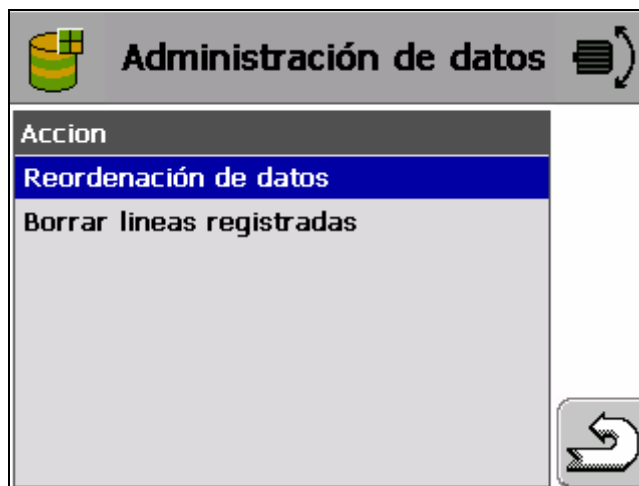 Administración de datos
Accion
Reordenación de datos
Borrar lineas registradas